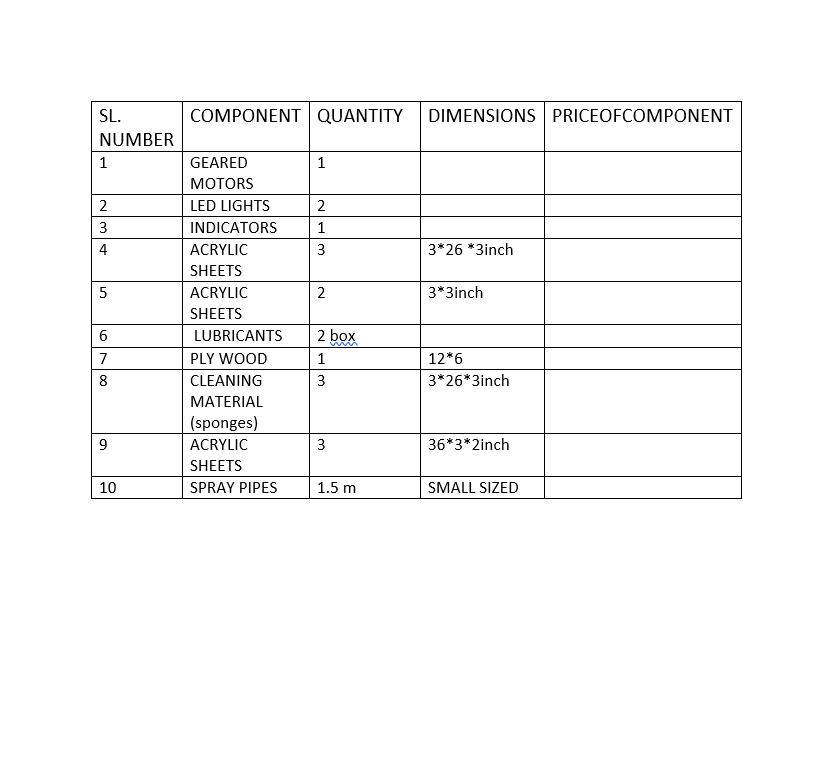 SL. NUMBER COMPONENT QUANTITY DIMENSIONS PRICEOFCOMPONENT
1 GEARED MOTORS 1
2 LED LIGHTS 2
3 INDICATORS 1
4 ACRYLIC SHEETS 3 3*26 *3inch
5 ACRYLIC SHEETS 2 3*3inch
6 LUBRICANTS 2 box
7 PLY WOOD 1 12*6
8 CLEANING MATERIAL (sponges) 3 3*26*3inch
9 ACRYLIC SHEETS 3 36*3*2inch
10 SPRAY PIPES 1.5 m SMALL SIZED